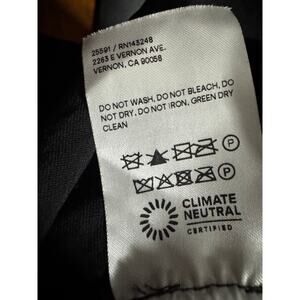 25591 / RN143248
2263 E VERNON AVE.
VERNON, CA 90058
DO NOT WASH, DO NOT BLEACH, DO
NOT DRY, DO NOT IRON, GREEN DRY
CLEAN
P
P
CLIMATE
NEUTRAL
CERTIFIED